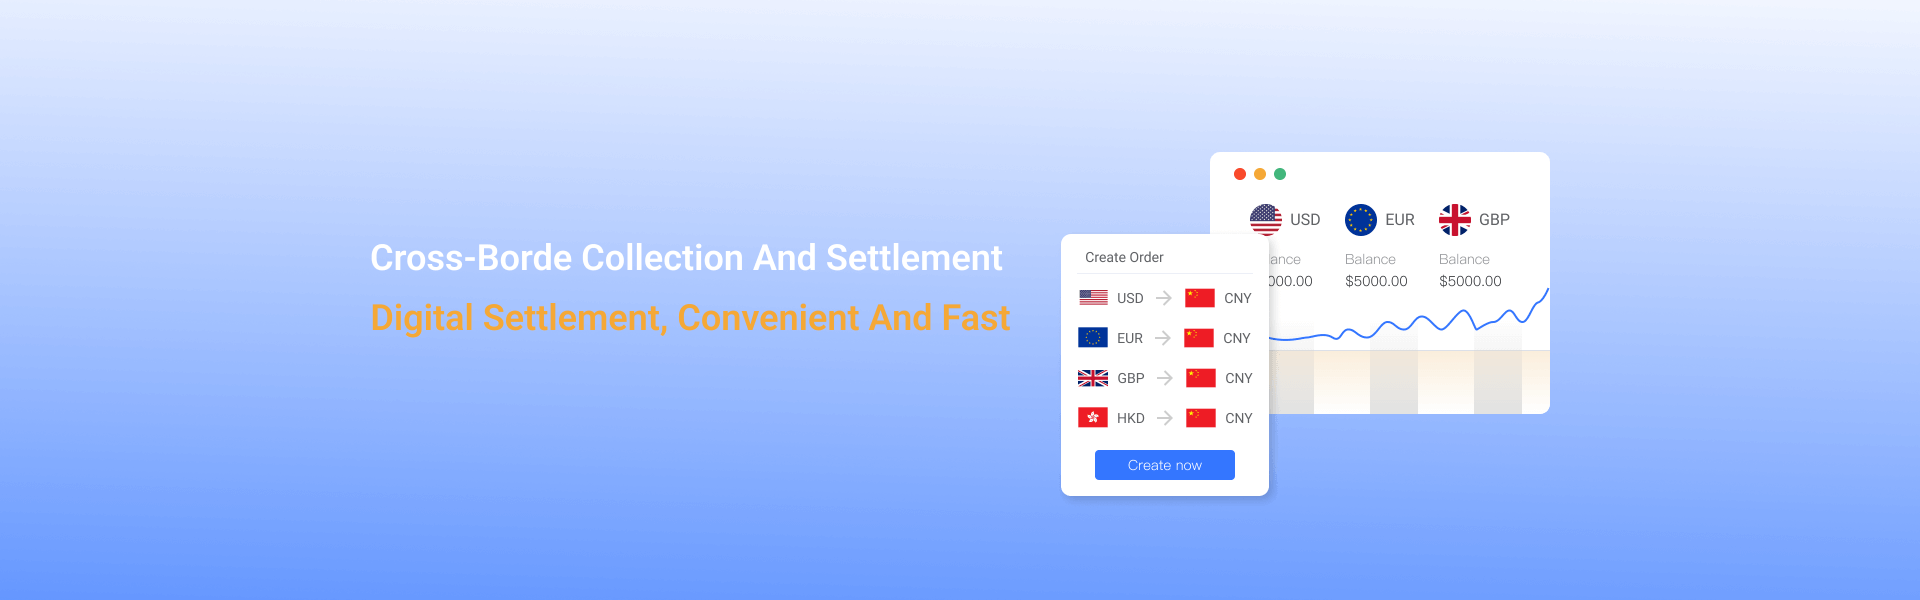 Cross-Borde Collection And Settlement
Digital Settlement, Convenient And Fast
USD EUR GBP
lance Balance Balance
000.00 $5000.00 $5000.00
Create Order
USD CNY
EUR CNY
GBP CNY
HKD CNY
Create now